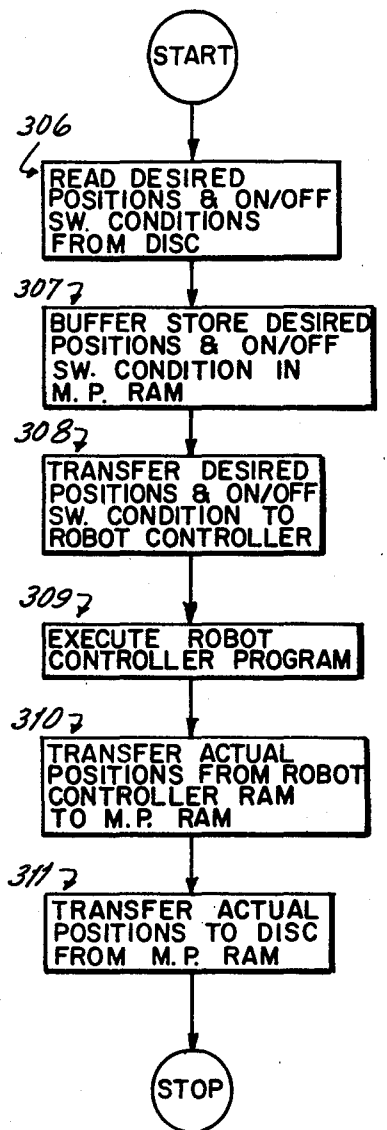 START
306
READ DESIRED
POSITIONS & ON/OFF
SW. CONDITIONS
FROM DISC
307
BUFFER STORE DESIRED
POSITIONS & ON/OFF
SW. CONDITION IN
M. P. RAM
308
TRANSFER DESIRED
POSITIONS & ON/OFF
SW. CONDITION TO
ROBOT CONTROLLER
309
EXECUTE ROBOT
CONTROLLER PROGRAM
310
TRANSFER ACTUAL
POSITIONS FROM ROBOT
CONTROLLER RAM
TO M.P. RAM
311
TRANSFER ACTUAL
POSITIONS TO DISC
FROM M.P. RAM
STOP